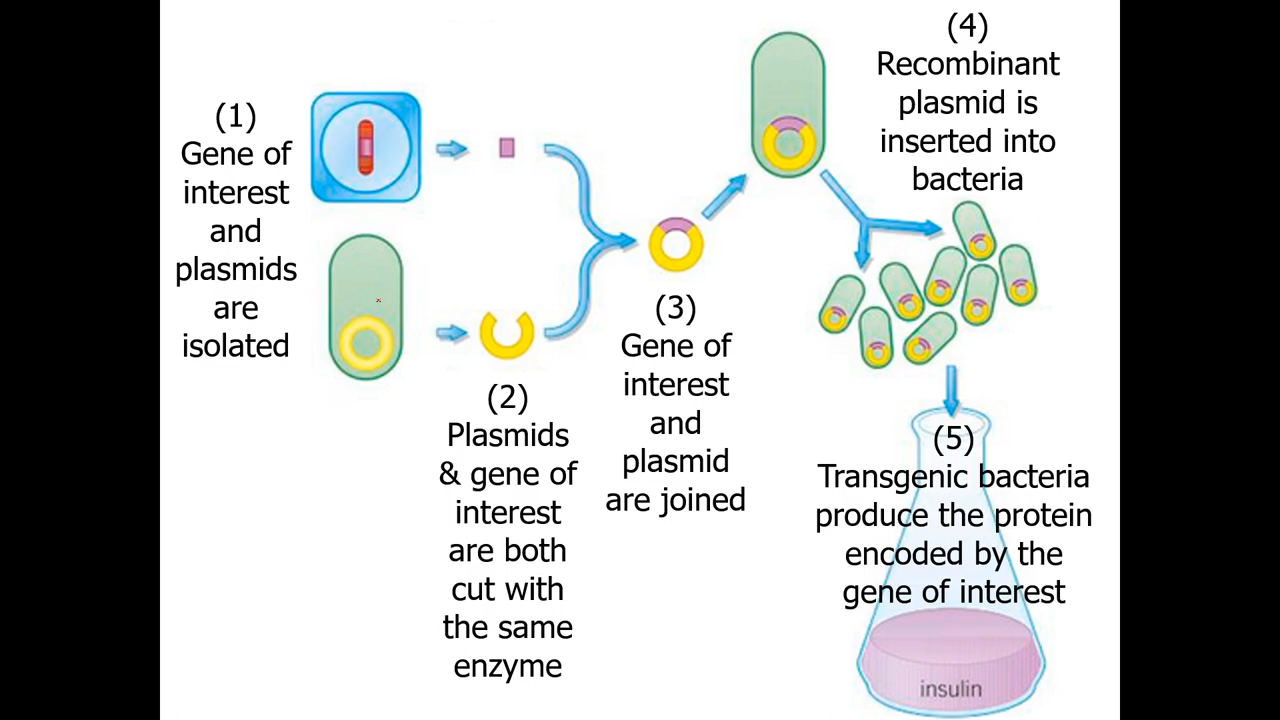 (1)
Gene of
interest
and
plasmids
are
isolated
(2)
Plasmids
& gene of
interest
are both
cut with
the same
enzyme
(3)
Gene of
interest
and
plasmid
are joined
(4)
Recombinant
plasmid is
inserted into
bacteria
(5)
Transgenic bacteria
produce the protein
encoded by the
gene of interest
insulin